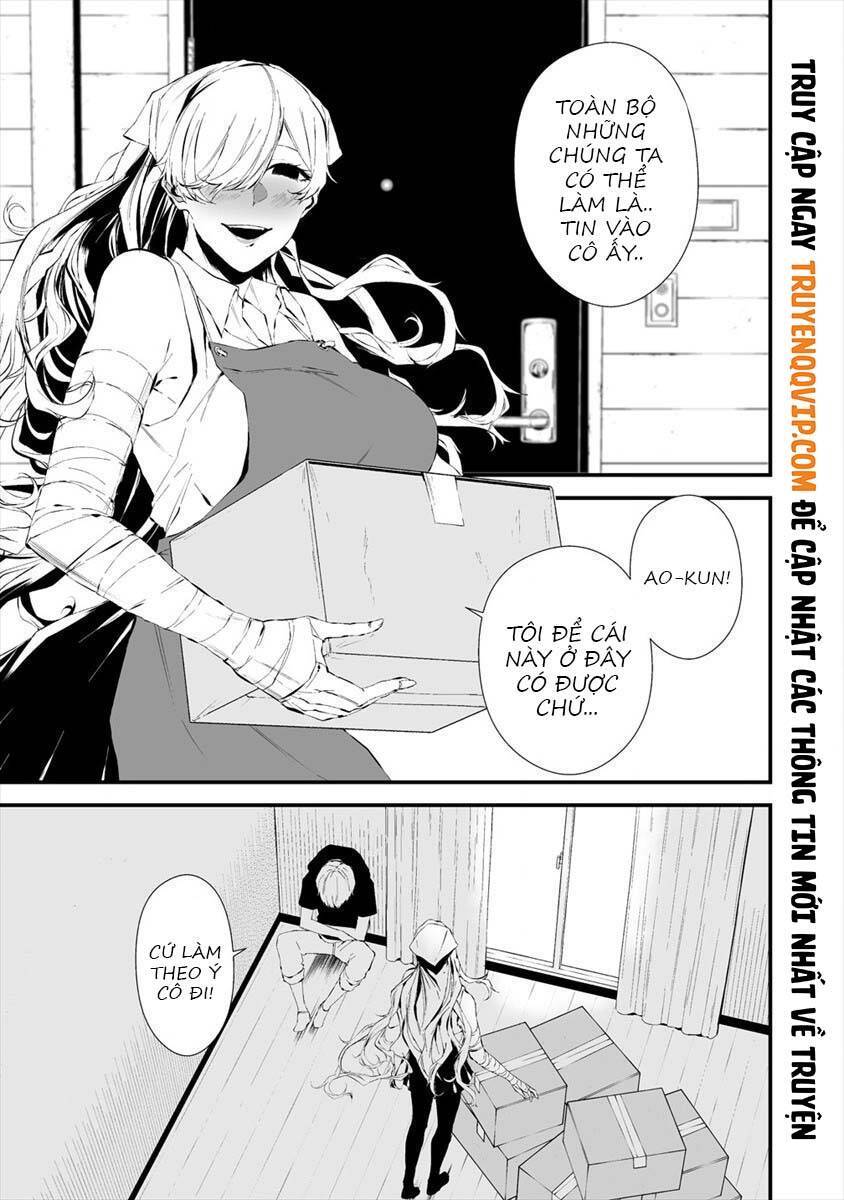 TOÀN BỘ
NHỮNG
CHÚNG TA
CÓ THỂ
LÀM LÀ..
TIN VÀO
CÔ ẤY..
AO-KUN!
TÔI ĐỂ CÁI
NÀY Ở ĐÂY
CÓ ĐƯỢC
CHỨ...
CỨ LÀM
THEO Ý
CÔ ĐI!
TRUY CẬP NGAY TRUYENQQVIP.COM ĐỂ CẬP NHẬT CÁC THÔNG TIN MỚI NHẤT VỀ TRUYỆN